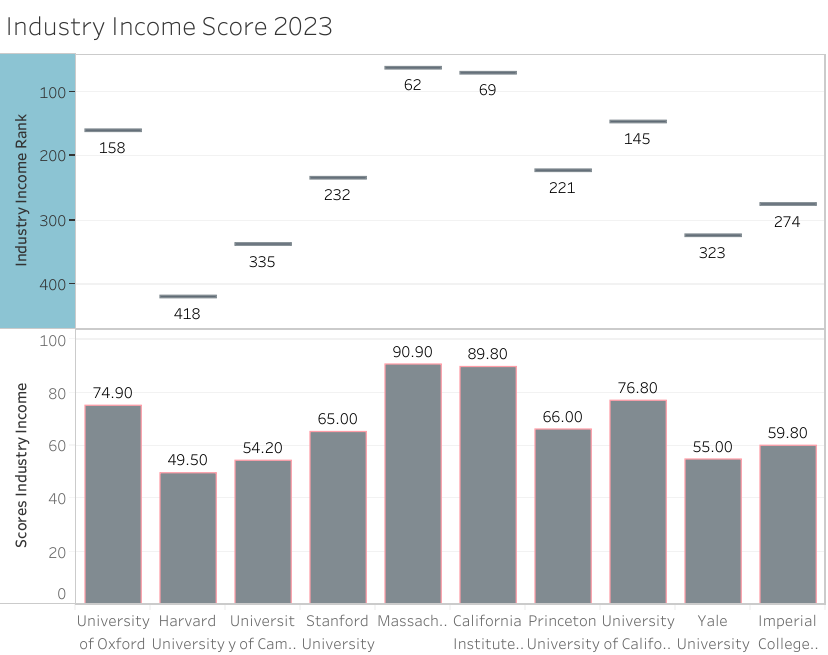 Industry Income Score 2023
Industry Income Rank
100
200
300
400
158
418
335
232
62
69
221
145
323
274
Scores Industry Income
100
80
60
40
20
0
74.90
49.50
54.20
65.00
90.90
89.80
66.00
76.80
55.00
59.80
University
of Oxford
Harvard
University
Universit
y of Cam..
Stanford
University
Massach..
California
Institute..
Princeton
University
University
of Califo..
Yale
University
Imperial
College..